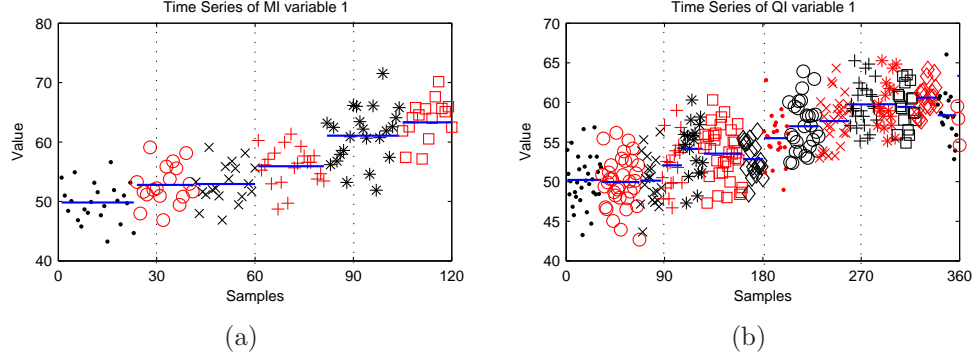 Time Series of MI variable 1
80
70
60
50
40
Value
0
30
60
90
120
Samples
(a)
Time Series of QI variable 1
70
65
60
55
50
45
40
Value
0
90
180
270
360
Samples
(b)